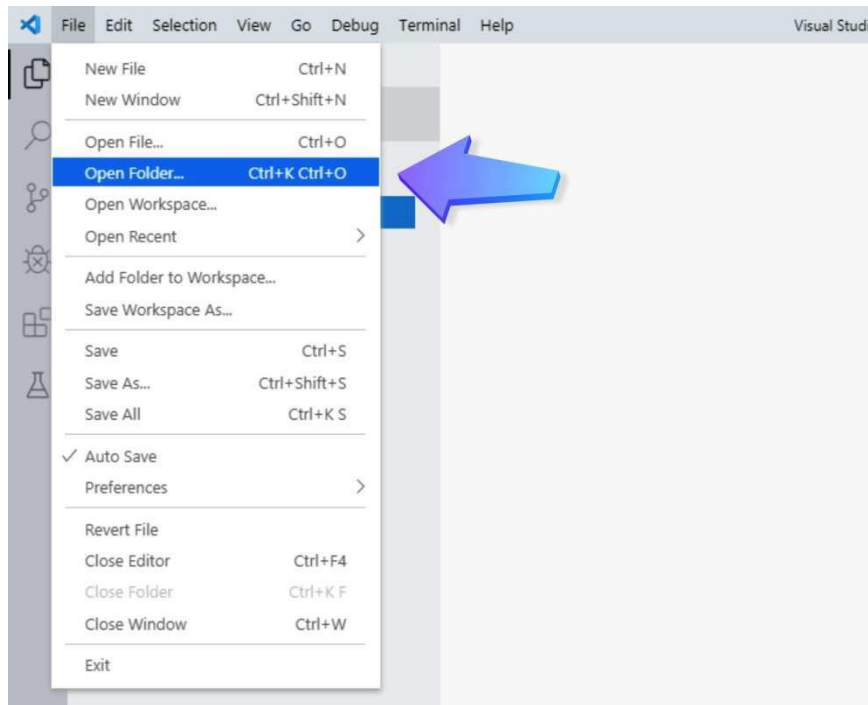 File Edit Selection View Go Debug Terminal Help Visual Studi
New File Ctrl+N
New Window Ctrl+Shift+N
Open File... Ctrl+O
Open Folder... Ctrl+K Ctrl+O
Open Workspace...
Open Recent
Add Folder to Workspace...
Save Workspace As...
Save Ctrl+S
Save As... Ctrl+Shift+S
Save All Ctrl+K S
Auto Save
Preferences
Revert File
Close Editor Ctrl+F4
Close Folder Ctrl+K F
Close Window Ctrl+W
Exit